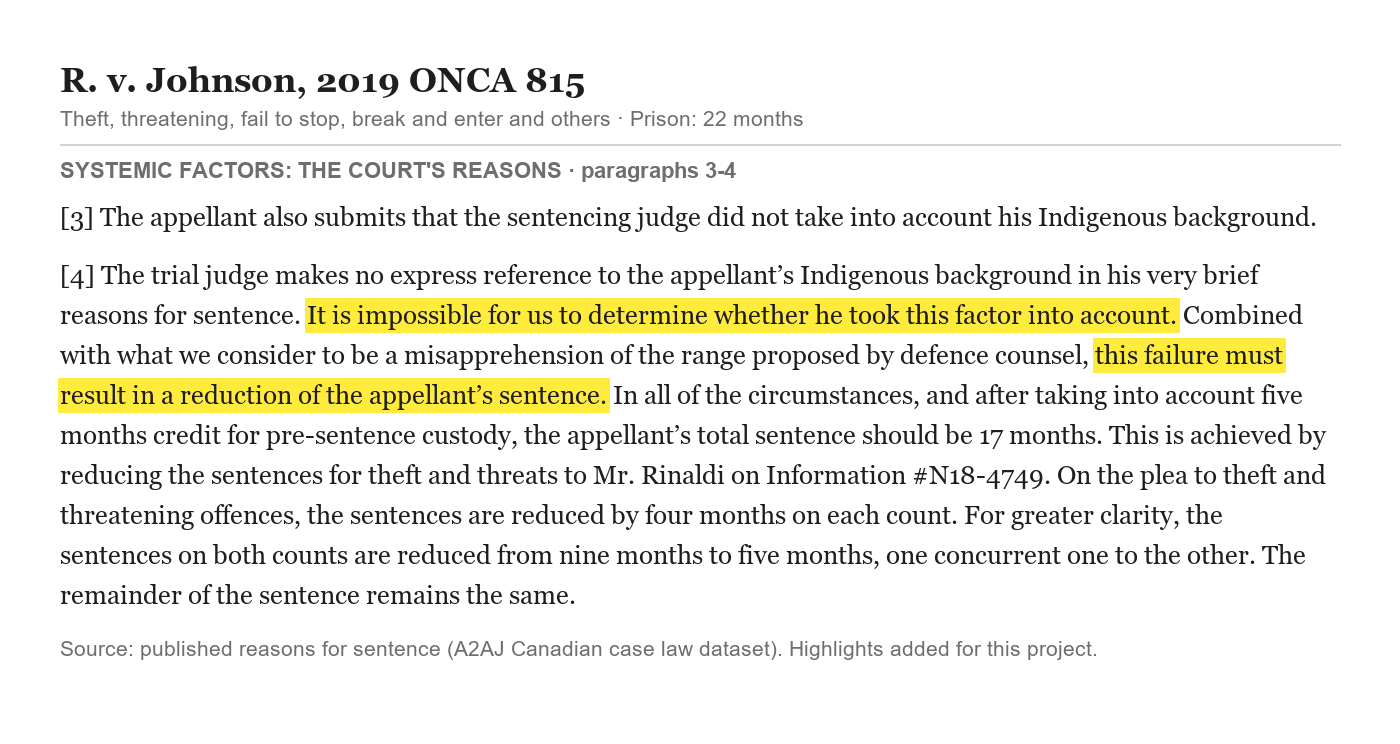 R. v. Johnson, 2019 ONCA 815
Theft, threatening, fail to stop, break and enter and others · Prison: 22 months
SYSTEMIC FACTORS: THE COURT'S REASONS · paragraphs 3-4
[3] The appellant also submits that the sentencing judge did not take into account his Indigenous background.
[4] The trial judge makes no express reference to the appellant’s Indigenous background in his very brief
reasons for sentence. It is impossible for us to determine whether he took this factor into account. Combined
with what we consider to be a misapprehension of the range proposed by defence counsel, this failure must
result in a reduction of the appellant’s sentence. In all of the circumstances, and after taking into account five
months credit for pre-sentence custody, the appellant’s total sentence should be 17 months. This is achieved by
reducing the sentences for theft and threats to Mr. Rinaldi on Information #N18-4749. On the plea to theft and
threatening offences, the sentences are reduced by four months on each count. For greater clarity, the
sentences on both counts are reduced from nine months to five months, one concurrent one to the other. The
remainder of the sentence remains the same.
Source: published reasons for sentence (A2AJ Canadian case law dataset). Highlights added for this project.